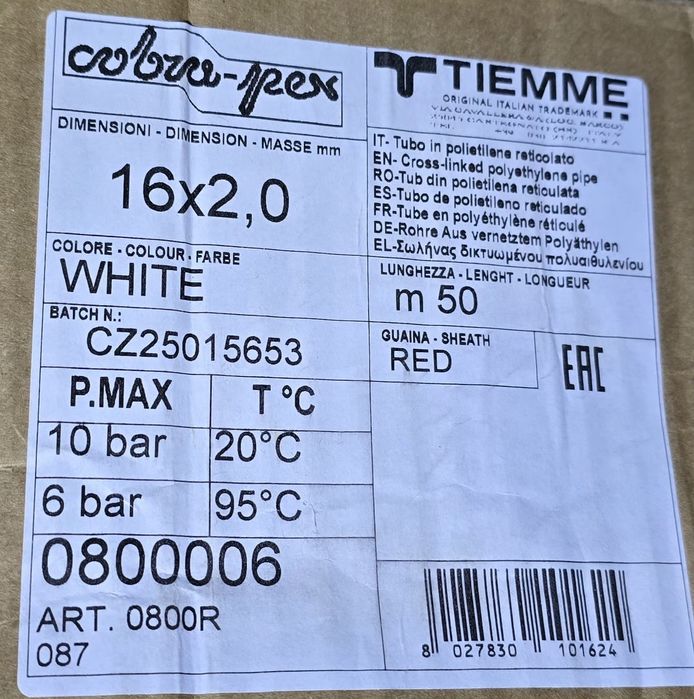 cobra-pex
TIEMME
ORIGINAL ITALIAN TRADEMARK
DIMENSIONI - DIMENSION - MASSE mm
16x2,0
IT- Tubo in polietilene reticolato
EN- Cross-linked polyethylene pipe
RO-Tub din polietilena reticulata
ES-Tubo de polietileno reticulado
FR-Tube en polyéthylène réticulé
DE-Rohre Aus vernetztem Polyäthylen
EL-Σωλήνας δικτυωμένου πολυαιθυλενίου
COLORE - COLOUR - FARBE
WHITE
LUNGHEZZA - LENGHT - LONGUEUR
m 50
BATCH N.:
CZ25015653
GUAINA - SHEATH
RED
EAC
P.MAX T °C
10 bar 20°C
6 bar 95°C
0800006
ART. 0800R
087
8 027830 101624